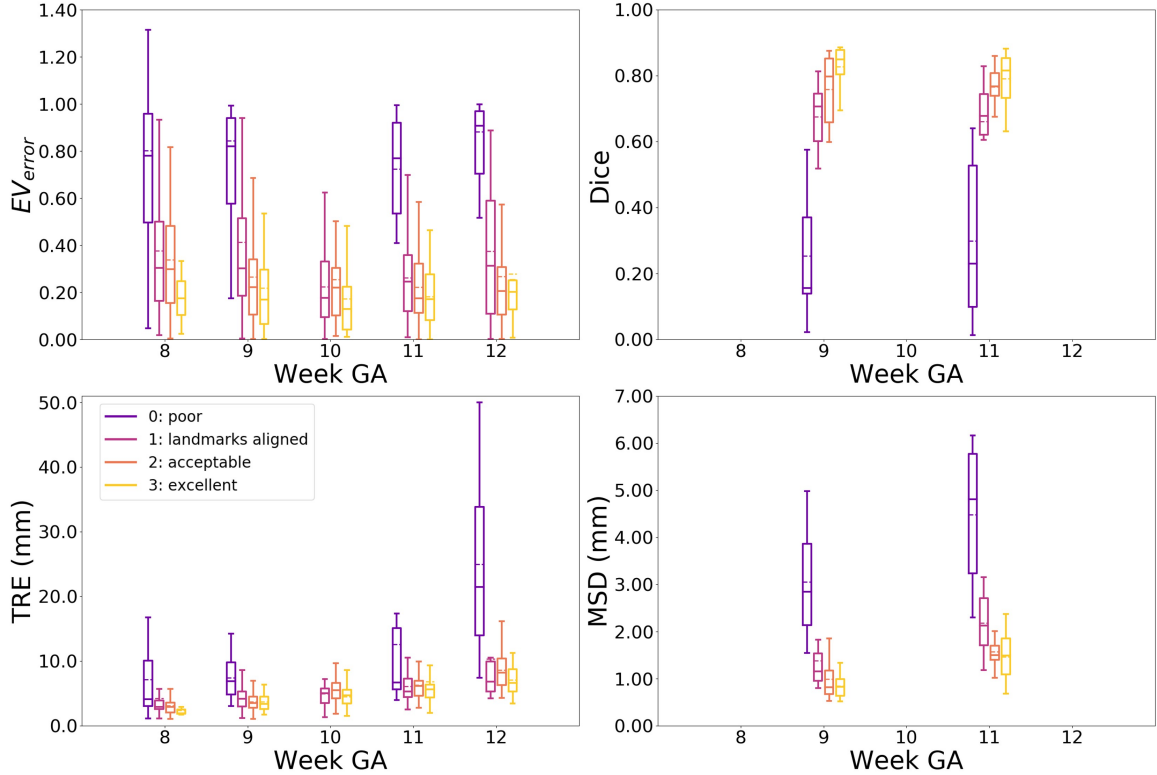 1.40
1.20
1.00
0.80
0.60
0.40
0.20
0.00
EV_error
8 9 10 11 12
Week GA
1.00
0.80
0.60
0.40
0.20
0.00
Dice
8 9 10 11 12
Week GA
50.0
40.0
30.0
20.0
10.0
0.0
TRE (mm)
0: poor
1: landmarks aligned
2: acceptable
3: excellent
8 9 10 11 12
Week GA
7.00
6.00
5.00
4.00
3.00
2.00
1.00
0.00
MSD (mm)
8 9 10 11 12
Week GA